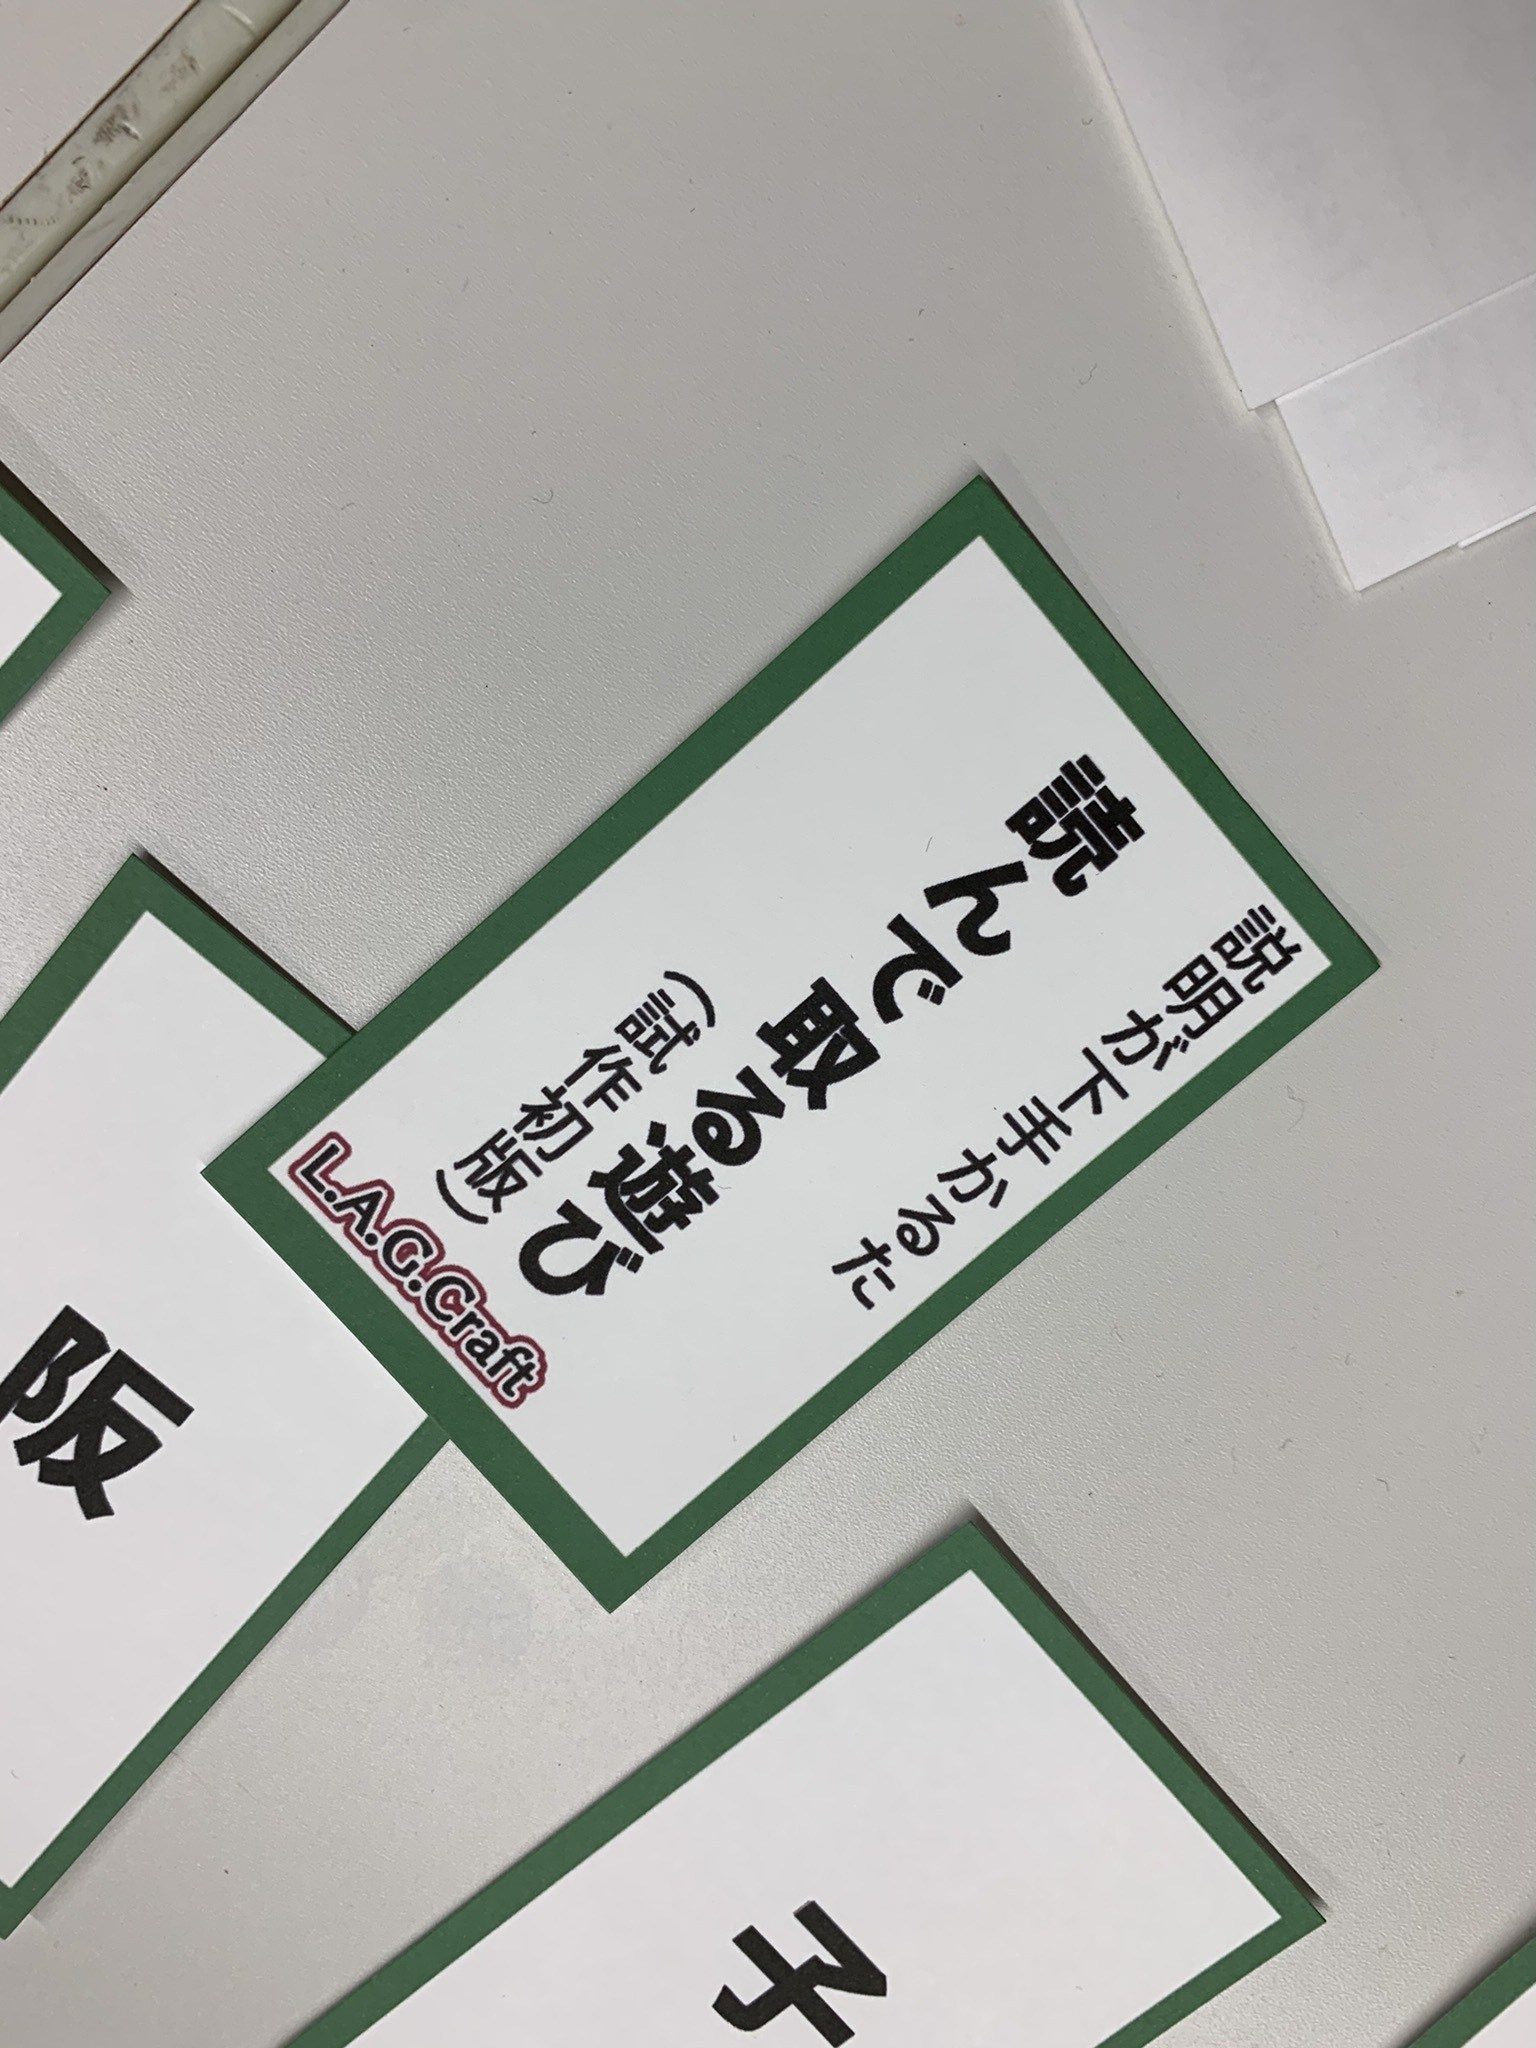 説明が下手かるた
読んで取る遊び
(試作初版)
L.A.G.Craft
阪
子